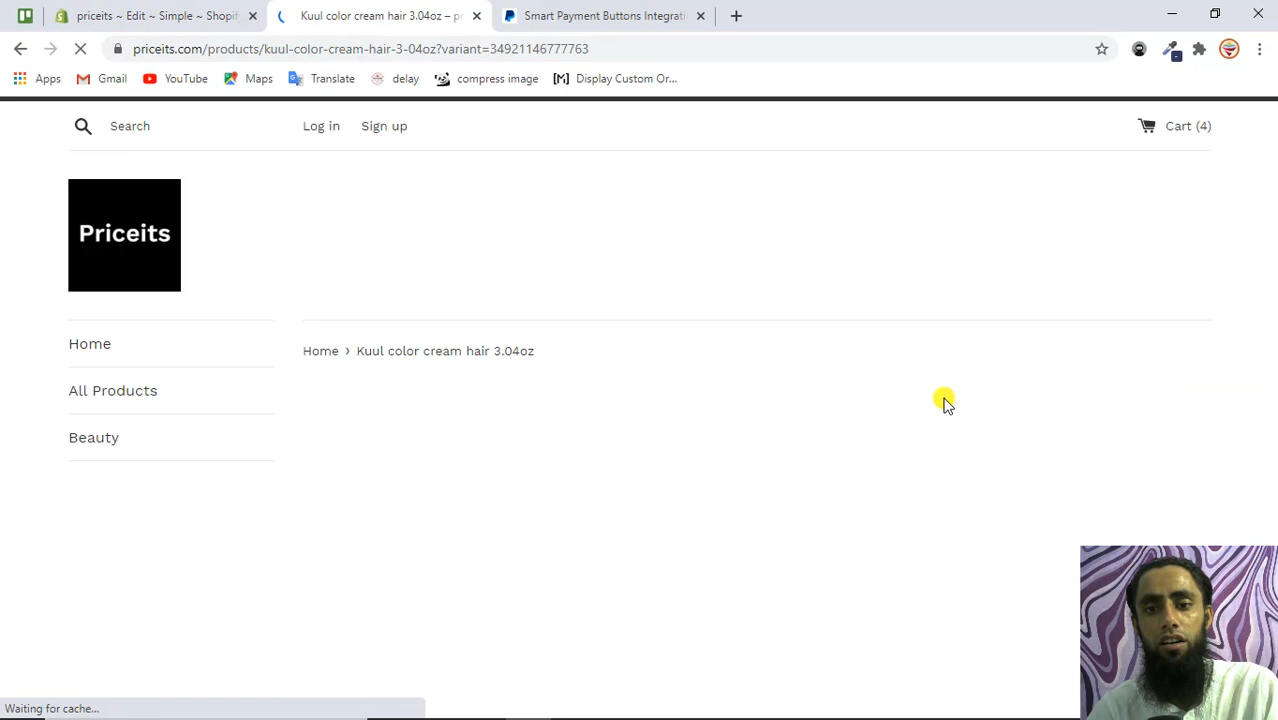 priceits ~ Edit ~ Simple ~ Shopif
Kuul color cream hair 3.04oz – p
Smart Payment Buttons Integrati
priceits.com/products/kuul-color-cream-hair-3-04oz?variant=34921146777763
Apps
Gmail
YouTube
Maps
Translate
delay
compress image
[M] Display Custom Or...
Search
Log in
Sign up
Cart (4)
Priceits
Home
All Products
Beauty
Home › Kuul color cream hair 3.04oz
Waiting for cache...